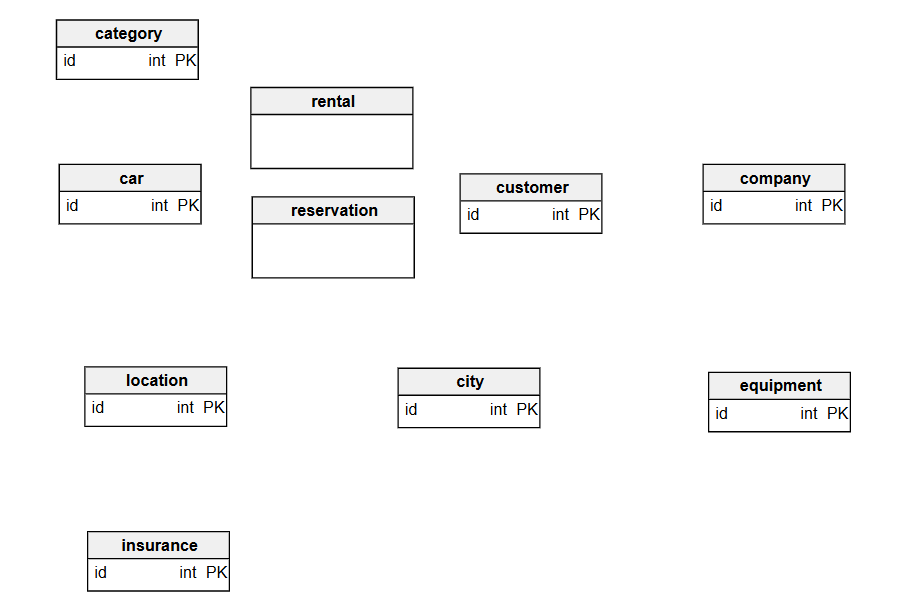 category
id int PK
rental
car
id int PK
customer
id int PK
company
id int PK
reservation
location
id int PK
city
id int PK
equipment
id int PK
insurance
id int PK